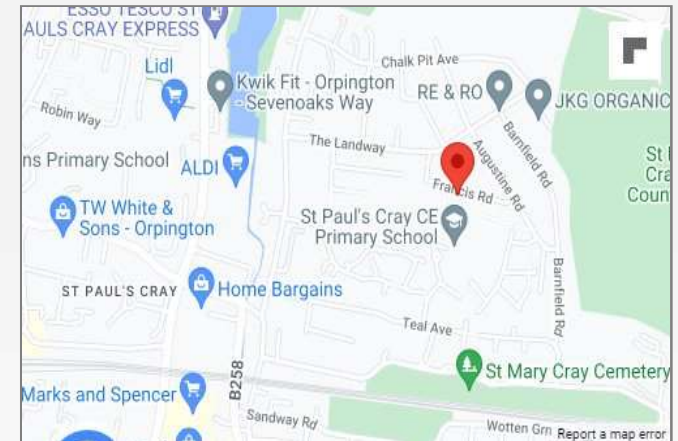 ESSO TESCO ST
AULS CRAY EXPRESS
Lidl
Robin Way
Kwik Fit - Orpington
- Sevenoaks Way
Chalk Pit Ave
RE & RO
JKG ORGANIC
The Landway
Barnfield Rd
Augustine Rd
ns Primary School
ALDI
Francis Rd
St
Cra
Coun
TW White &
Sons - Orpington
St Paul's Cray CE
Primary School
ST PAUL'S CRAY
Home Bargains
Barnfield Rd
Teal Ave
B258
St Mary Cray Cemetery
Marks and Spencer
Sandway Rd
Wotten Grn
Report a map error